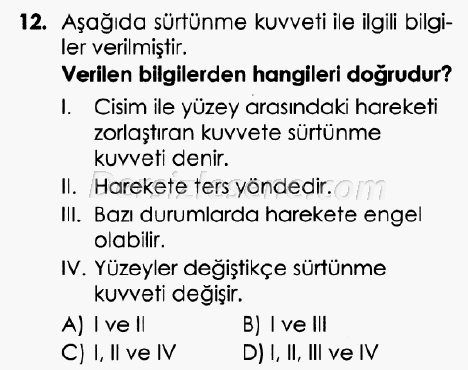 12. Aşağıda sürtünme kuvveti ile ilgili bilgi-
ler verilmiştir.
Verilen bilgilerden hangileri doğrudur?
I. Cisim ile yüzey arasındaki hareketi
zorlaştıran kuvvete sürtünme
kuvveti denir.
II. Harekete ters yöndedir.
III. Bazı durumlarda harekete engel
olabilir.
IV. Yüzeyler değiştikçe sürtünme
kuvveti değişir.
A) I ve II B) I ve III
C) I, II ve IV D) I, II, III ve IV